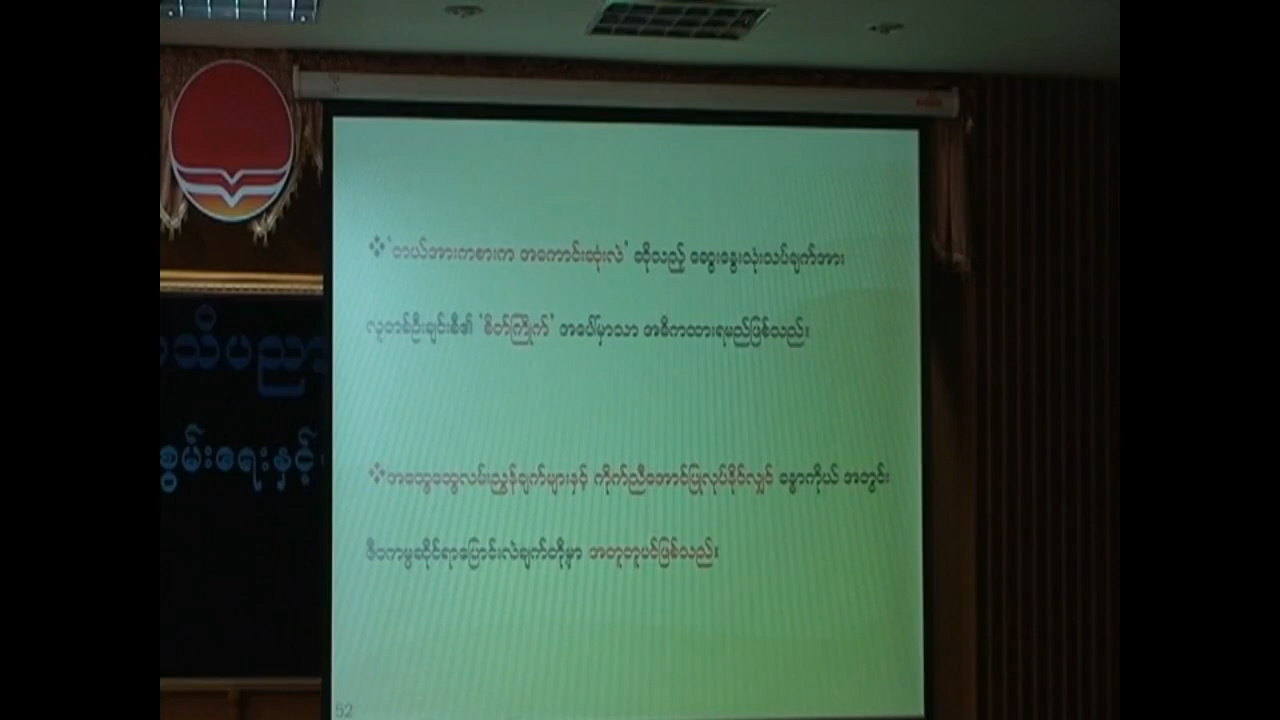 ❖ 'ဘယ်အားကစားက အကောင်းဆုံးလဲ' ဆိုသည့် ဆွေးနွေးသုံးသပ်ချက်အား
လူတစ်ဦးချင်းစီ၏ 'စိတ်ကြိုက်' အပေါ်မှာသာ အဓိကထားရမည်ဖြစ်သည်။
❖ အထွေထွေလမ်းညွှန်ချက်များနှင့် ကိုက်ညီအောင်ပြုလုပ်နိုင်လျှင် ခန္ဓာကိုယ် အတွင်း
ဇီဝကမ္မဆိုင်ရာပြောင်းလဲချက်တို့မှာ အတူတူပင်ဖြစ်သည်။
52